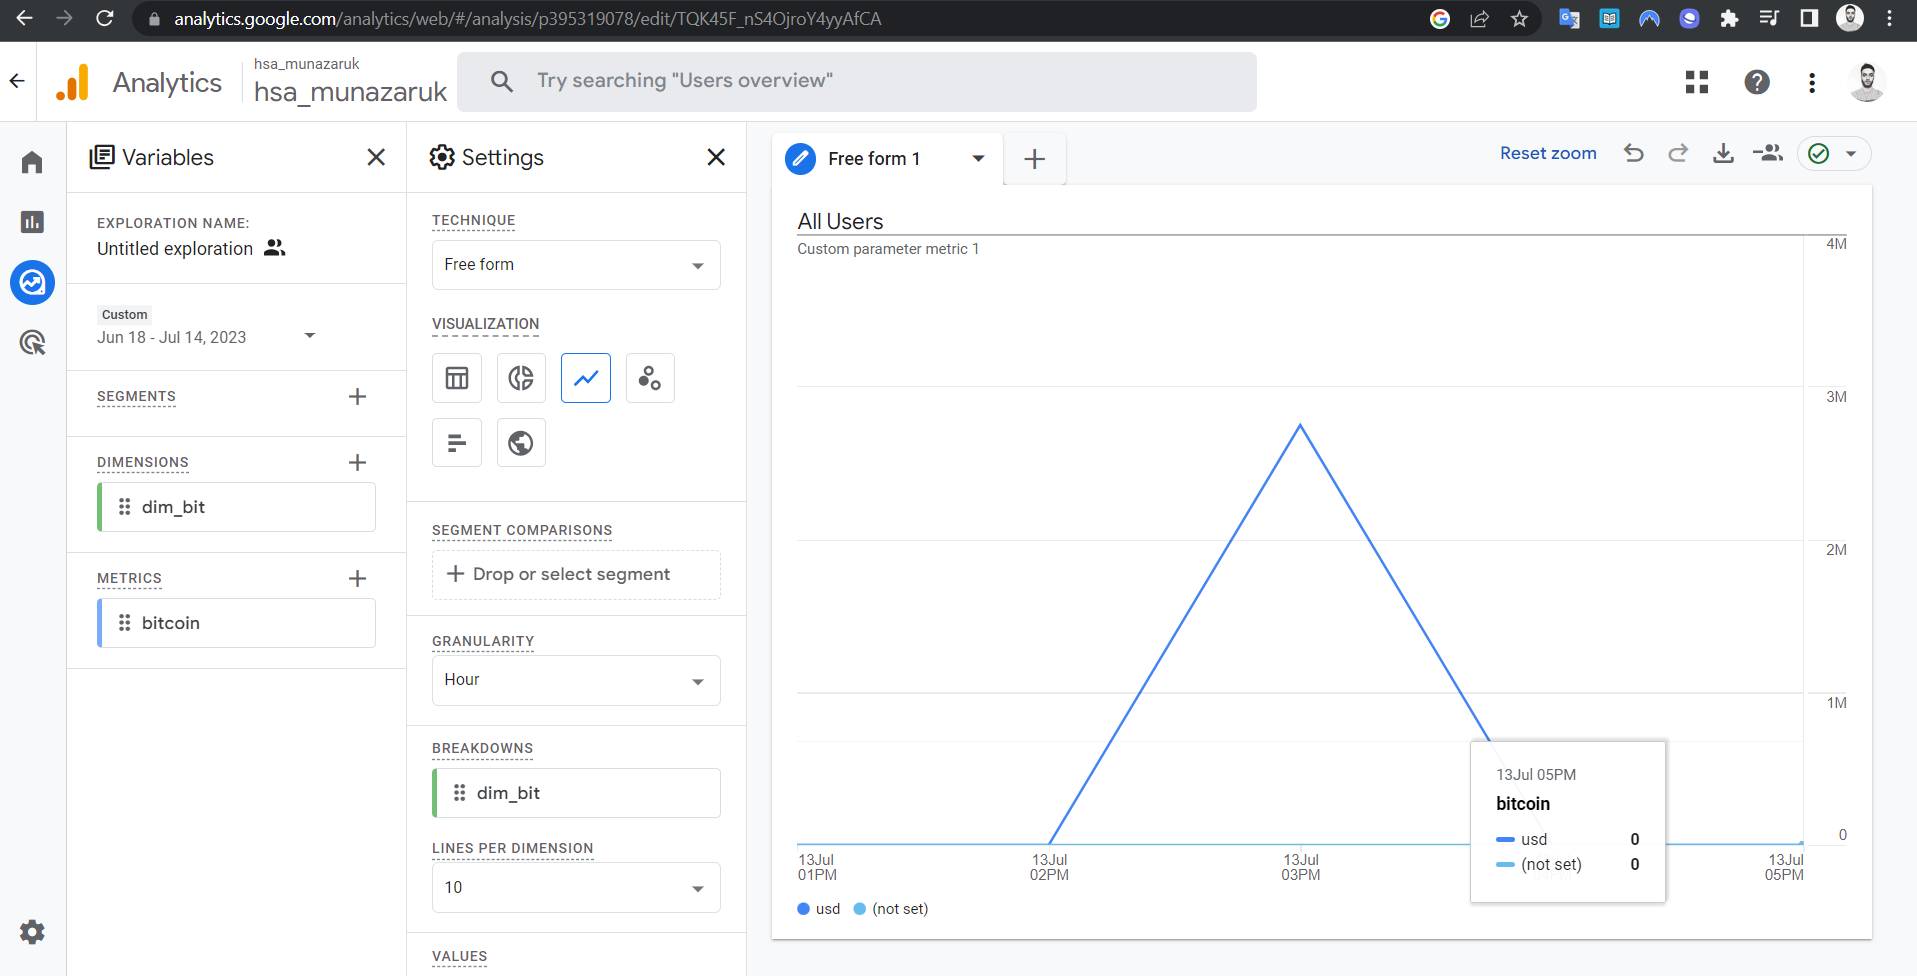 analytics.google.com/analytics/web/#/analysis/p395319078/edit/TQK45F_nS4OjroY4yyAfCA
Analytics
hsa_munazaruk
hsa_munazaruk
Try searching "Users overview"
Variables
EXPLORATION NAME:
Untitled exploration
Custom
Jun 18 - Jul 14, 2023
SEGMENTS
DIMENSIONS
dim_bit
METRICS
bitcoin
Settings
TECHNIQUE
Free form
VISUALIZATION
SEGMENT COMPARISONS
Drop or select segment
GRANULARITY
Hour
BREAKDOWNS
dim_bit
LINES PER DIMENSION
10
VALUES
Free form 1
Reset zoom
All Users
Custom parameter metric 1
4M
3M
2M
1M
0
13Jul 05PM
bitcoin
usd 0
(not set) 0
13Jul
01PM
13Jul
02PM
13Jul
03PM
13Jul
05PM
usd
(not set)